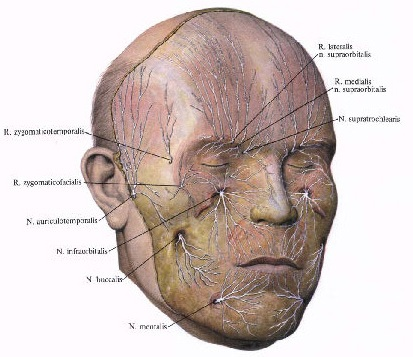 R. lateralis
n. supraorbitalis
R. medialis
n. supraorbitalis
N. supratrochlearis
R. zygomaticotemporalis
R. zygomaticofacialis
N. auriculotemporalis
N. infraorbitalis
N. buccalis
N. mentalis